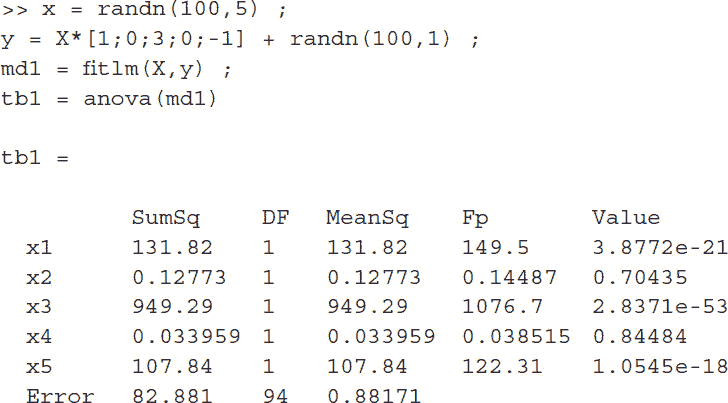 >> x = randn(100,5) ;
y = X*[1;0;3;0;-1] + randn(100,1) ;
md1 = fitlm(X,y) ;
tb1 = anova(md1)
tb1 =
SumSq DF MeanSq Fp Value
x1 131.82 1 131.82 149.5 3.8772e-21
x2 0.12773 1 0.12773 0.14487 0.70435
x3 949.29 1 949.29 1076.7 2.8371e-53
x4 0.033959 1 0.033959 0.038515 0.84484
x5 107.84 1 107.84 122.31 1.0545e-18
Error 82.881 94 0.88171